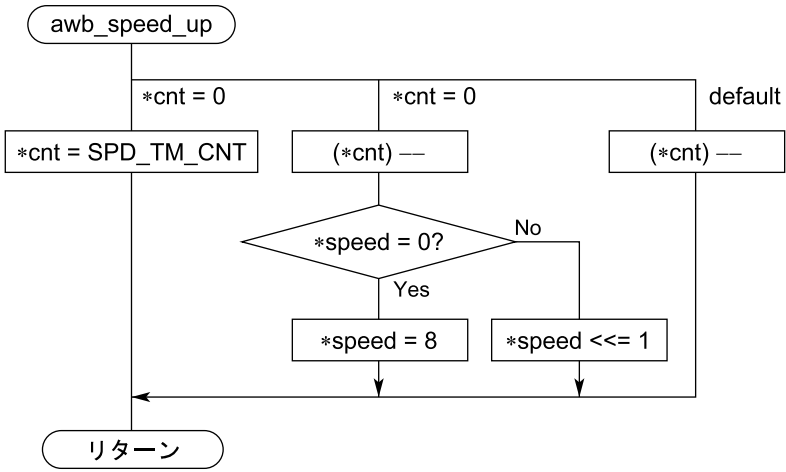 awb_speed_up
*cnt = 0
*cnt = 0
default
*cnt = SPD_TM_CNT
(*cnt) −−
(*cnt) −−
*speed = 0?
No
Yes
*speed = 8
*speed <<= 1
リターン